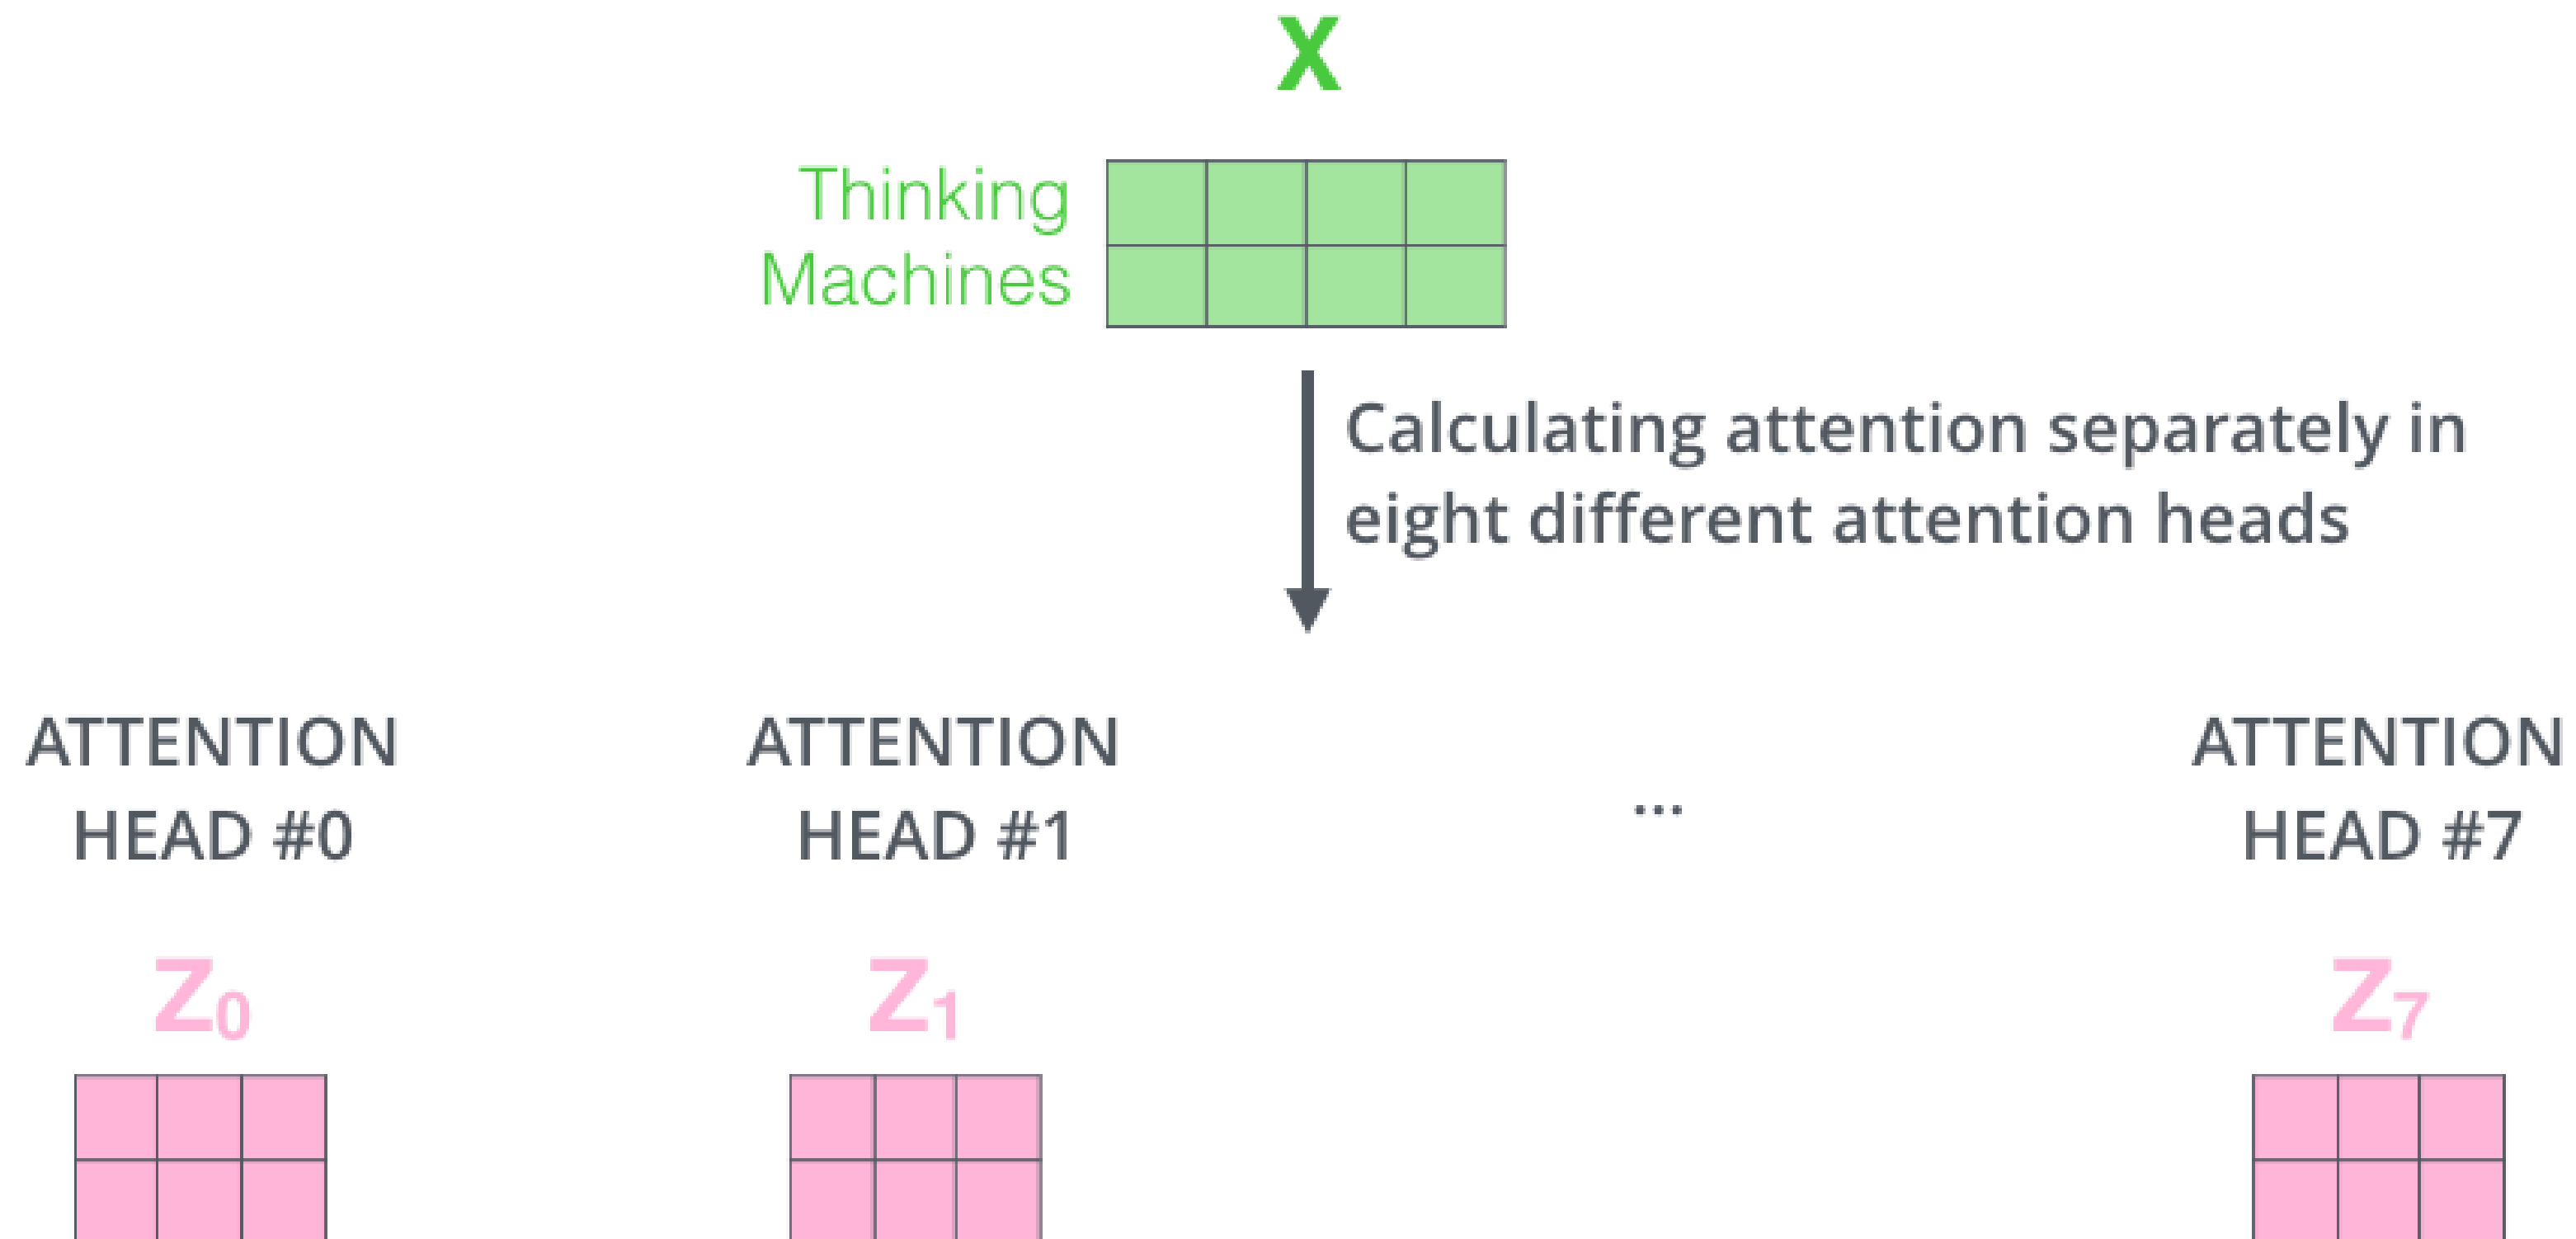 X
Thinking
Machines
Calculating attention separately in
eight different attention heads
ATTENTION
HEAD #0
ATTENTION
HEAD #1
...
ATTENTION
HEAD #7
Z0
Z1
Z7